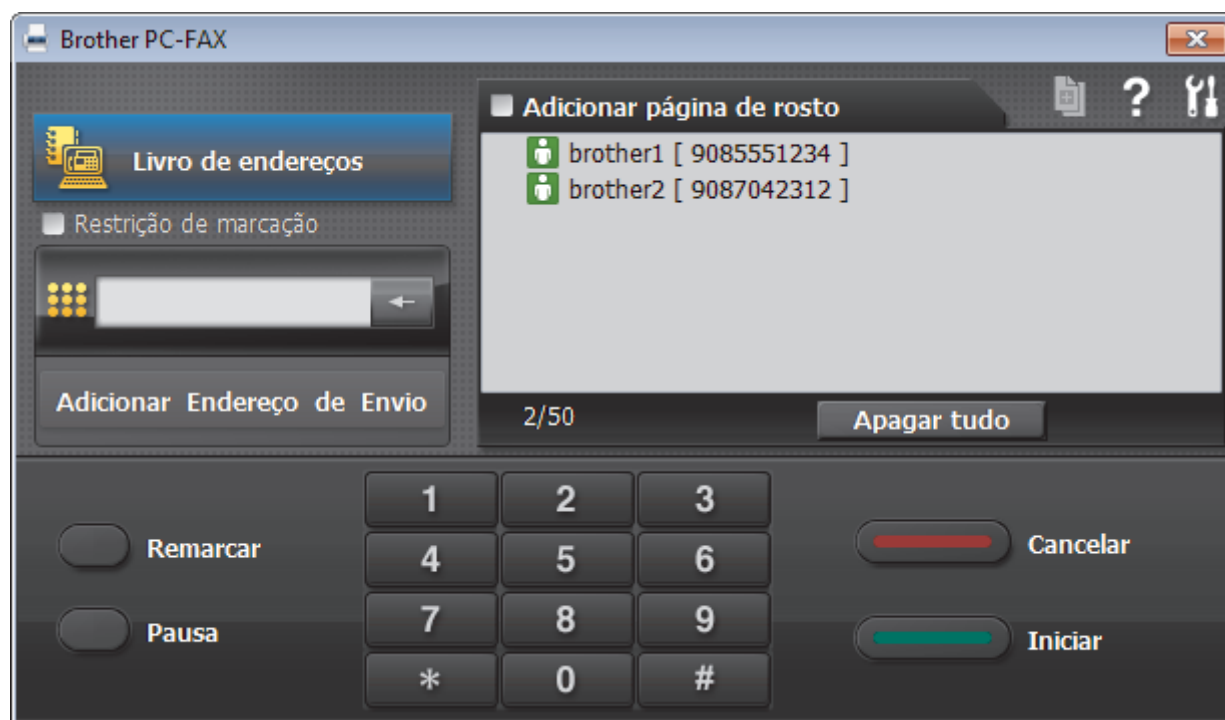 Brother PC-FAX
Livro de endereços
Restrição de marcação
Adicionar Endereço de Envio
Adicionar página de rosto
?
brother1 [ 9085551234 ]
brother2 [ 9087042312 ]
2/50
Apagar tudo
Remarcar
Pausa
1 2 3
4 5 6
7 8 9
* 0 #
Cancelar
Iniciar